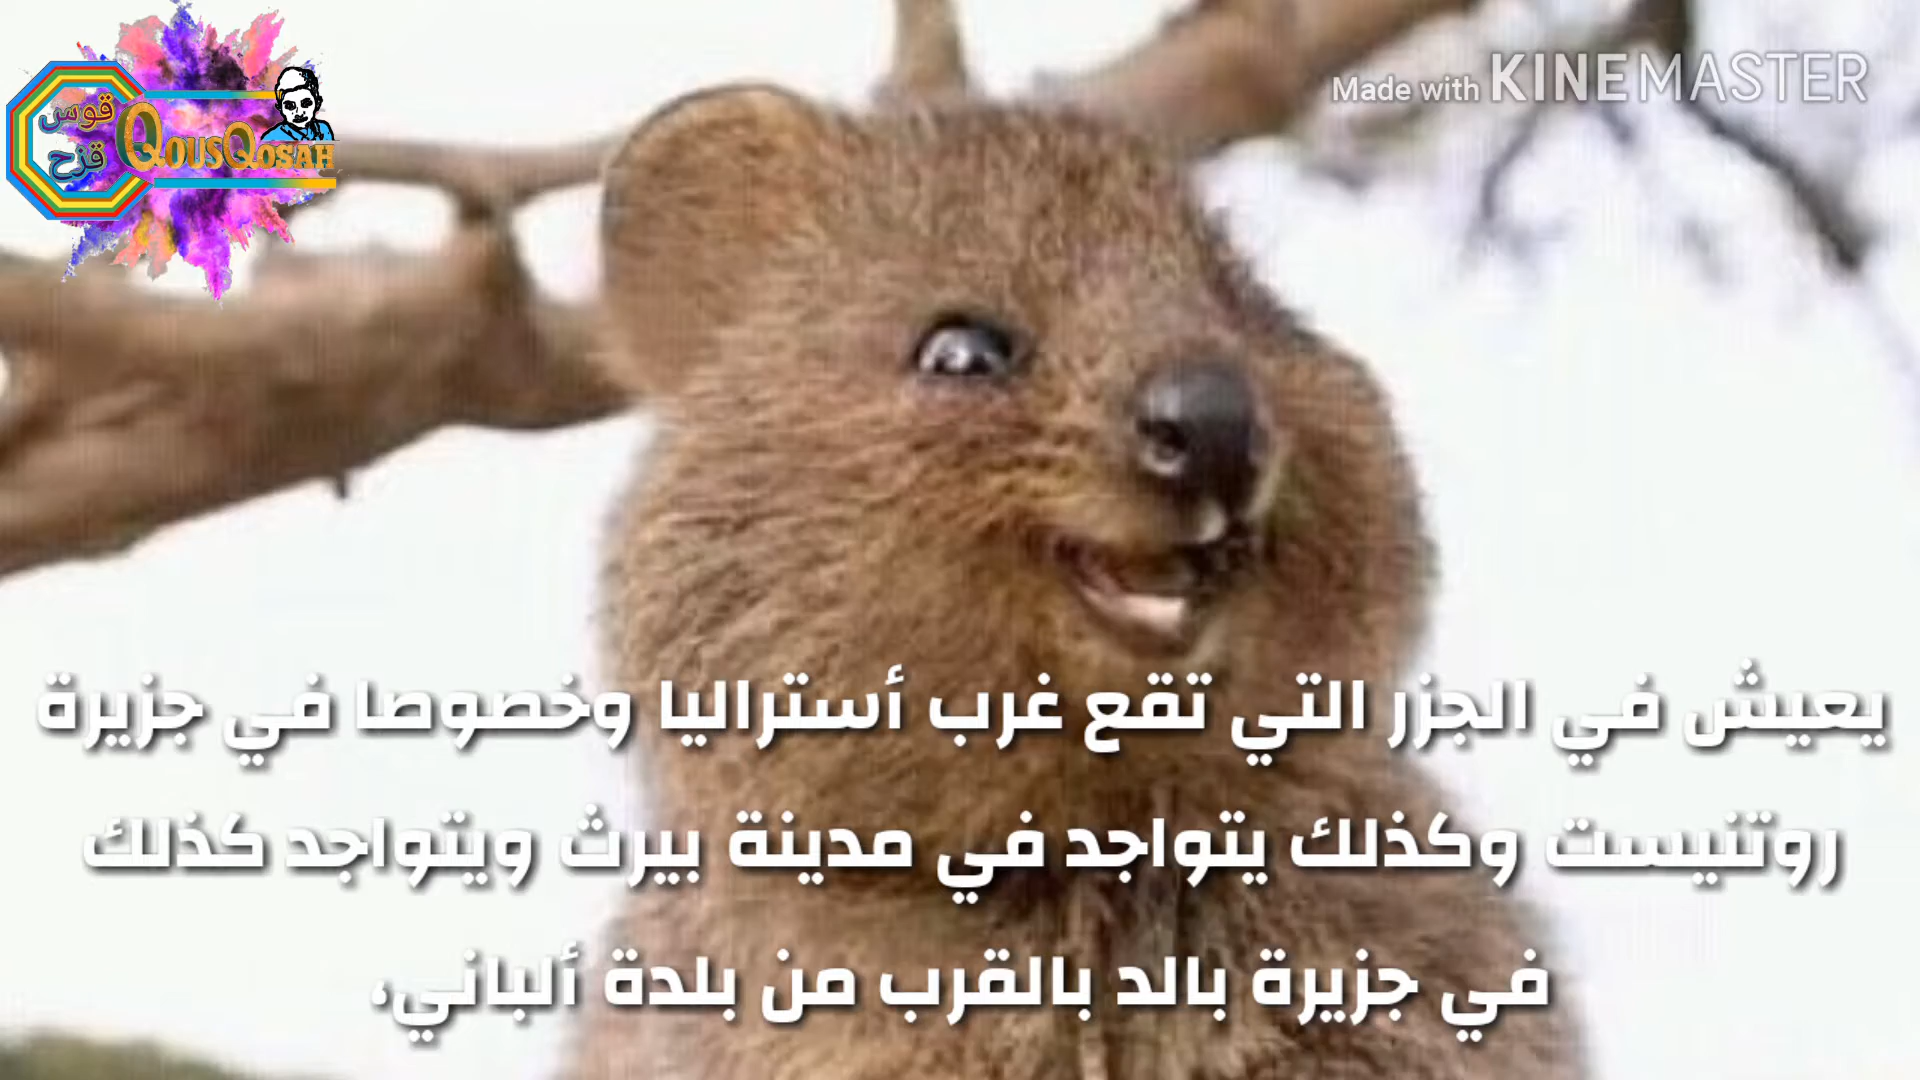 قوس
قزح
QOUSQOSAH
Made with KINEMASTER
يعيش في الجزر التي تقع غرب أستراليا وخصوصا في جزيرة
روتنيست وكذلك يتواجد في مدينة بيرث ويتواجد كذلك
في جزيرة بالد بالقرب من بلدة ألباني،